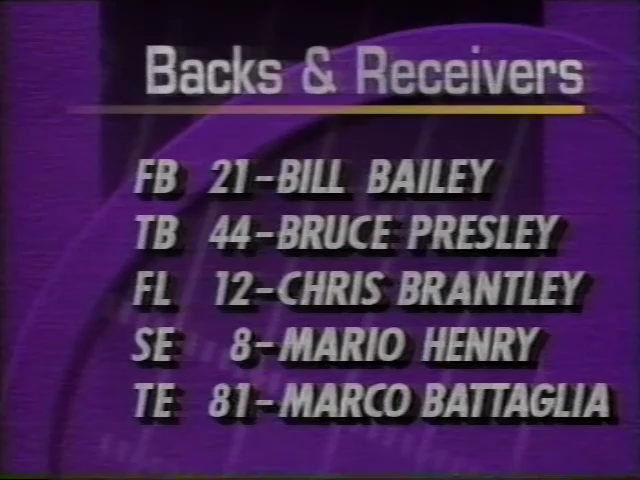 Backs & Receivers
FB 21-BILL BAILEY
TB 44-BRUCE PRESLEY
FL 12-CHRIS BRANTLEY
SE 8-MARIO HENRY
TE 81-MARCO BATTAGLIA